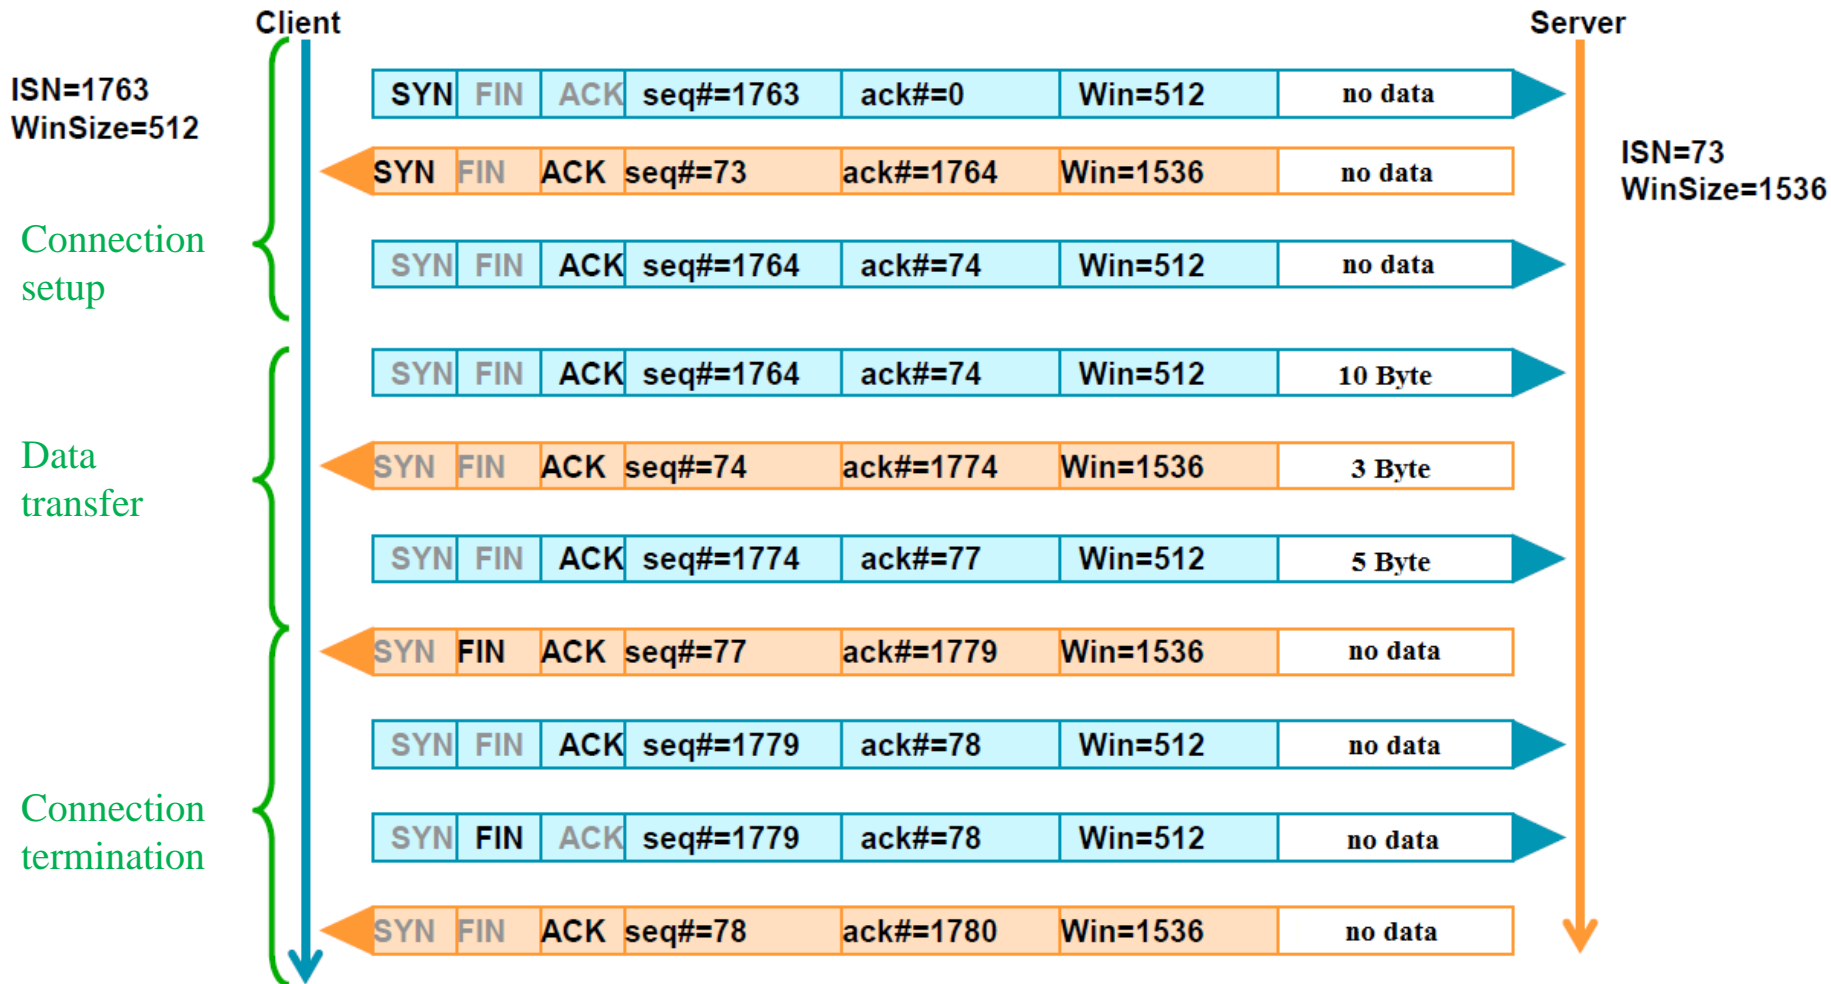 Client
Server
ISN=1763
WinSize=512
SYN FIN ACK seq#=1763 ack#=0 Win=512 no data
ISN=73
WinSize=1536
SYN FIN ACK seq#=73 ack#=1764 Win=1536 no data
Connection
setup
SYN FIN ACK seq#=1764 ack#=74 Win=512 no data
SYN FIN ACK seq#=1764 ack#=74 Win=512 10 Byte
Data
transfer
SYN FIN ACK seq#=74 ack#=1774 Win=1536 3 Byte
SYN FIN ACK seq#=1774 ack#=77 Win=512 5 Byte
SYN FIN ACK seq#=77 ack#=1779 Win=1536 no data
SYN FIN ACK seq#=1779 ack#=78 Win=512 no data
Connection
termination
SYN FIN ACK seq#=1779 ack#=78 Win=512 no data
SYN FIN ACK seq#=78 ack#=1780 Win=1536 no data